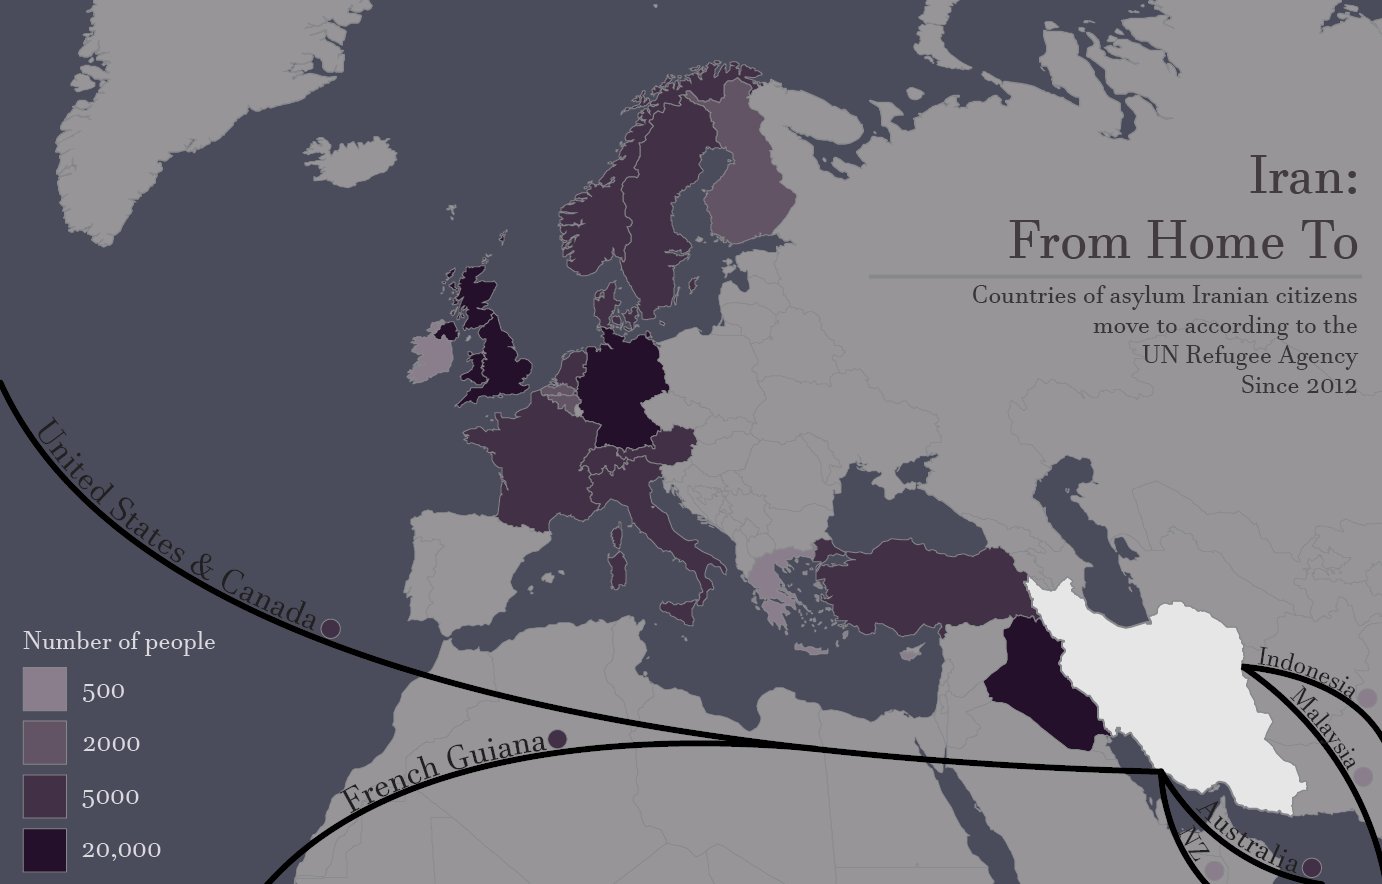 Iran:
From Home To
Countries of asylum Iranian citizens
move to according to the
UN Refugee Agency
Since 2012
United States & Canada
French Guiana
Number of people
500
2000
5000
20,000
Indonesia
Malaysia
Australia
NZ